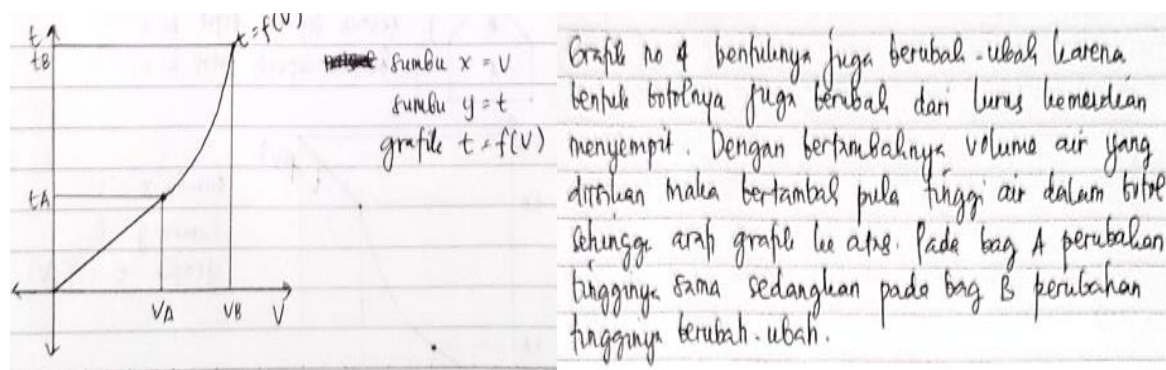 t
t = f(V)
tB
sumbu x = V
sumbu y = t
grafik t = f(V)
tA
VA VB V
Grafik no 4 bentuknya juga berubah-ubah karena
bentuk botolnya juga berubah dari lurus kemudian
menyempit. Dengan bertambahnya volume air yang
diisikan maka bertambah pula tinggi air dalam botol
sehingga arah grafik ke atas. Pada bag A perubahan
tingginya sama sedangkan pada bag B perubahan
tingginya berubah-ubah.